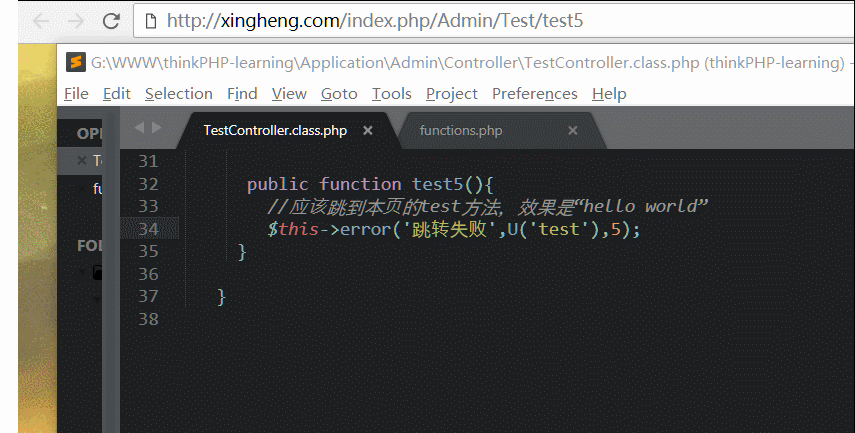 http://xingheng.com/index.php/Admin/Test/test5
G:\WWW\thinkPHP-learning\Application\Admin\Controller\TestController.class.php (thinkPHP-learning) -
File Edit Selection Find View Goto Tools Project Preferences Help
OPE
TestController.class.php × functions.php ×
Te
fu
FOL
31
32 public function test5(){
33 //应该跳到本页的test方法, 效果是“hello world”
34 $this->error('跳转失败',U('test'),5);
35 }
36
37 }
38